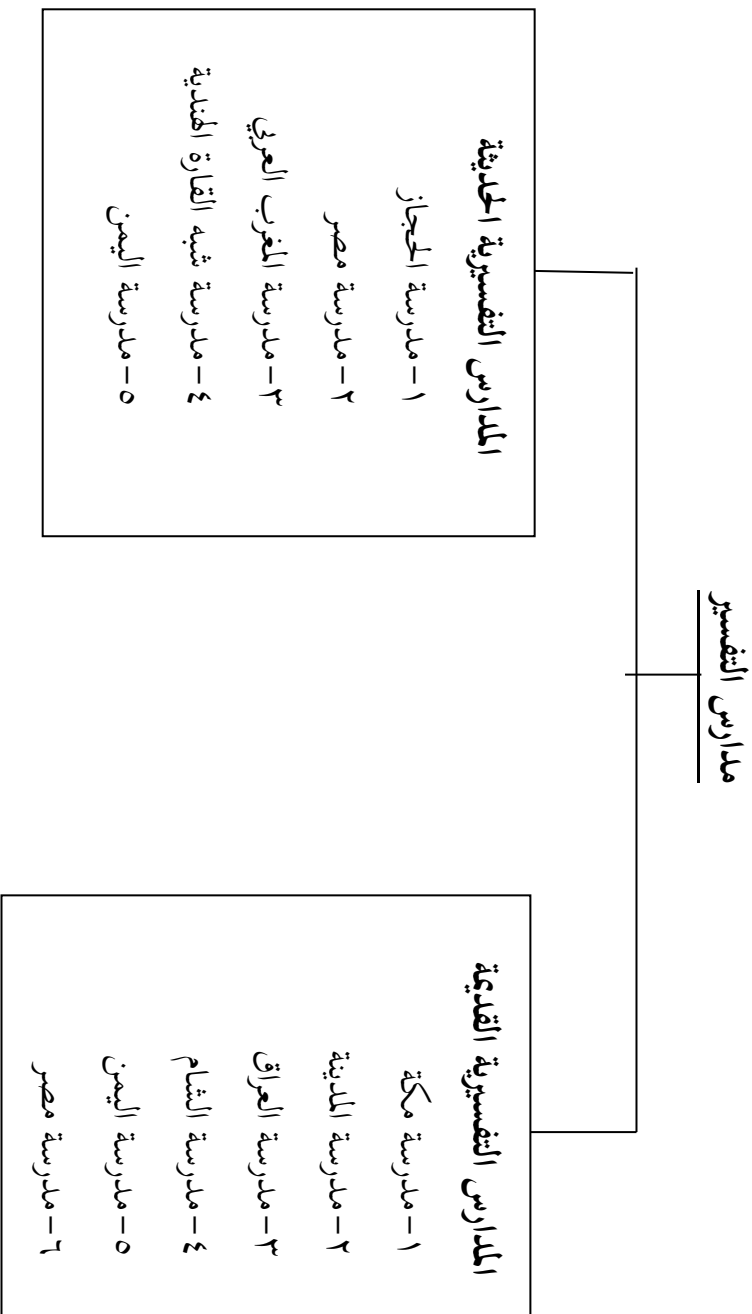 مدارس التفسير
المدارس التفسيرية القديمة
١– مدرسة مكة
٢– مدرسة المدينة
٣– مدرسة العراق
٤– مدرسة الشام
٥– مدرسة اليمن
٦– مدرسة مصر
المدارس التفسيرية الحديثة
١– مدرسة الحجاز
٢– مدرسة مصر
٣– مدرسة المغرب العربي
٤– مدرسة شبه القارة الهندية
٥– مدرسة اليمن